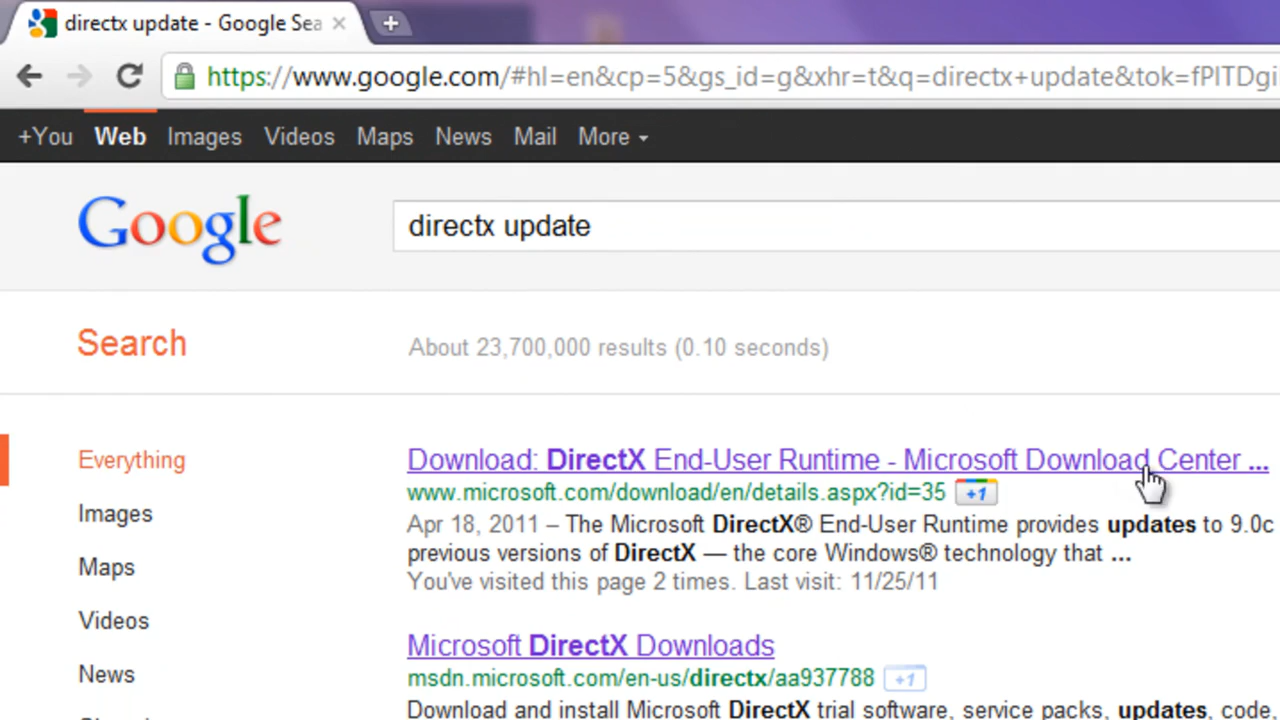 directx update - Google Sea
https://www.google.com/#hl=en&cp=5&gs_id=g&xhr=t&q=directx+update&tok=fPITDgi
+You Web Images Videos Maps News Mail More
Google directx update
Search About 23,700,000 results (0.10 seconds)
Everything
Images
Maps
Videos
News
Download: DirectX End-User Runtime - Microsoft Download Center ...
www.microsoft.com/download/en/details.aspx?id=35 +1
Apr 18, 2011 – The Microsoft DirectX® End-User Runtime provides updates to 9.0c
previous versions of DirectX — the core Windows® technology that ...
You've visited this page 2 times. Last visit: 11/25/11
Microsoft DirectX Downloads
msdn.microsoft.com/en-us/directx/aa937788 +1
Download and install Microsoft DirectX trial software, service packs, updates, code